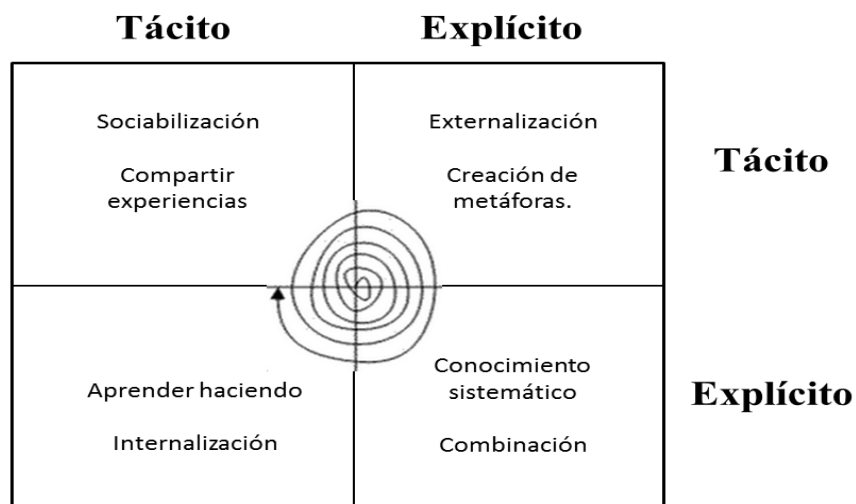 Tácito
Explícito
Sociabilización
Compartir
experiencias
Externalización
Creación de
metáforas.
Tácito
Aprender haciendo
Internalización
Conocimiento
sistemático
Combinación
Explícito